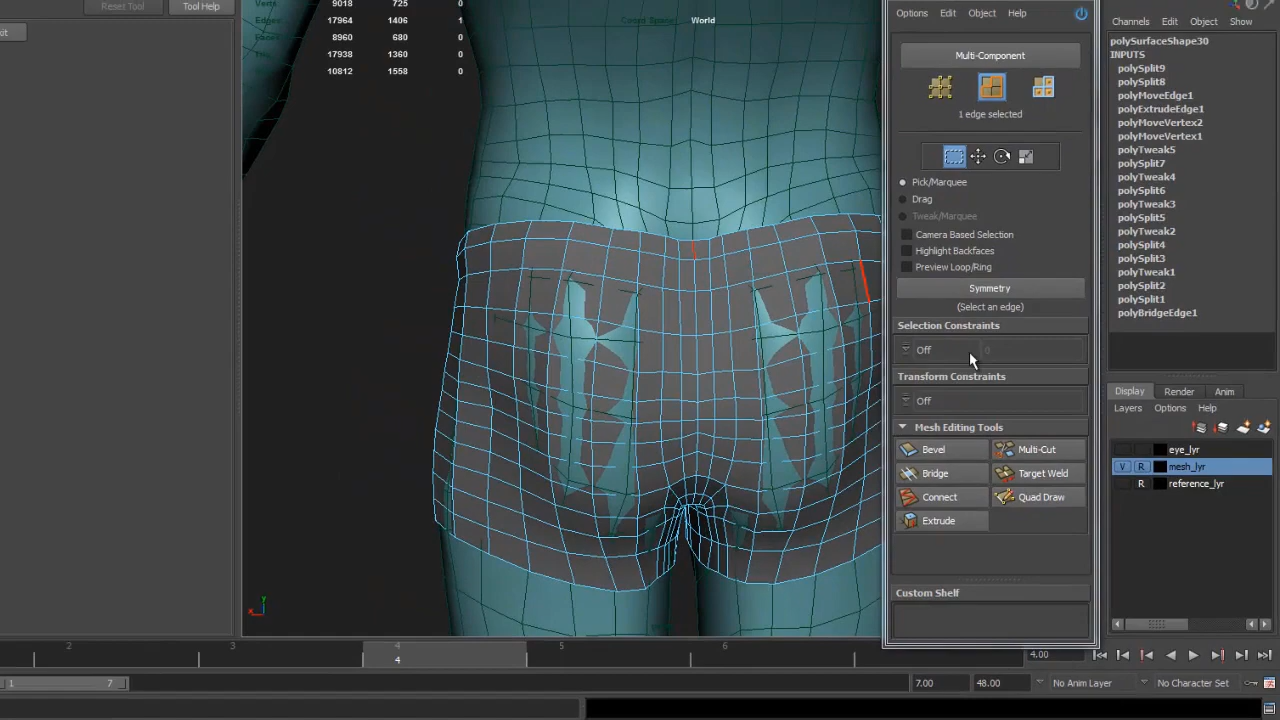 Reset Tool
Tool Help
kit
Verts 9018 725 0
Edges 17964 1406 1
Faces 8960 680 0
17938 1360 0
10812 1558 0
World
y
x
Options Edit Object Help
Multi-Component
1 edge selected
Pick/Marquee
Drag
Tweak/Marquee
Camera Based Selection
Highlight Backfaces
Preview Loop/Ring
Symmetry
(Select an edge)
Selection Constraints
Off 0
Transform Constraints
Off
Mesh Editing Tools
Bevel Multi-Cut
Bridge Target Weld
Connect Quad Draw
Extrude
Custom Shelf
Channels Edit Object Show
polySurfaceShape30
INPUTS
polySplit9
polySplit8
polyMoveEdge1
polyExtrudeEdge1
polyMoveVertex2
polyMoveVertex1
polyTweak5
polySplit7
polyTweak4
polySplit6
polyTweak3
polySplit5
polyTweak2
polySplit4
polySplit3
polyTweak1
polySplit2
polySplit1
polyBridgeEdge1
Display Render Anim
Layers Options Help
eye_lyr
V R mesh_lyr
R reference_lyr
2 3 4 5 6
4
4.00
1 7
7.00 48.00 No Anim Layer No Character Set